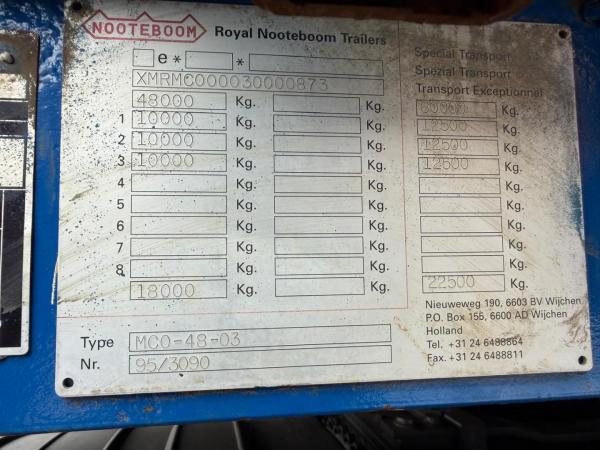 NOOTEBOOM Royal Nooteboom Trailers
e* *
XMRMC000030000873
Special Transport
Spezial Transport
Transport Exceptionnel
48000 Kg. Kg. 60000 Kg.
1 10000 Kg. Kg. 12500 Kg.
2 10000 Kg. Kg. 12500 Kg.
3 10000 Kg. Kg. 12500 Kg.
4 Kg. Kg. Kg.
5 Kg. Kg. Kg.
6 Kg. Kg. Kg.
7 Kg. Kg. Kg.
8 Kg. Kg. Kg.
18000 Kg. Kg. 22500 Kg.
Type MCO-48-03
Nr. 95/3090
Nieuweweg 190, 6603 BV Wijchen
P.O. Box 155, 6600 AD Wijchen
Holland
Tel. +31 24 6488864
Fax. +31 24 6488811